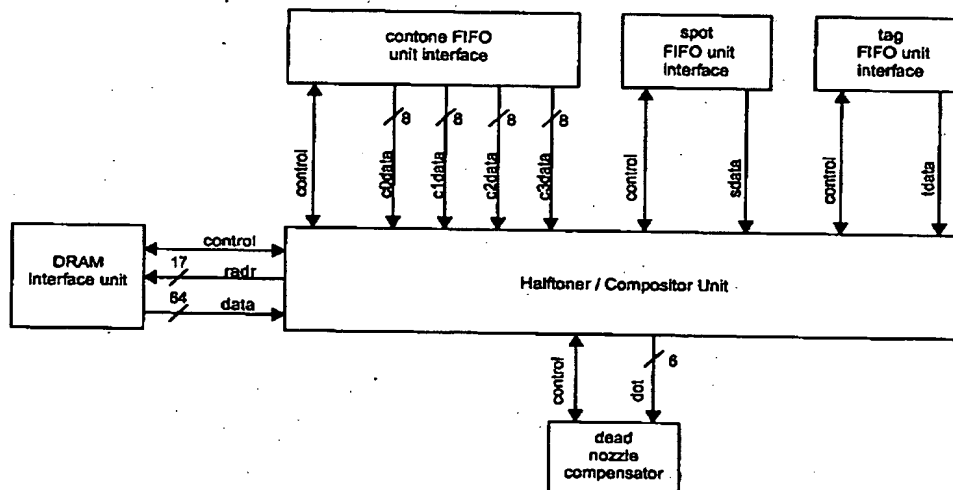 contone FIFO
unit interface
spot
FIFO unit
interface
tag
FIFO unit
interface
control
8
c0data
8
c1data
8
c2data
8
c3data
control
sdata
control
tdata
DRAM
interface unit
control
17
radr
64
data
Halftoner / Compositor Unit
control
6
dot
dead
nozzle
compensator